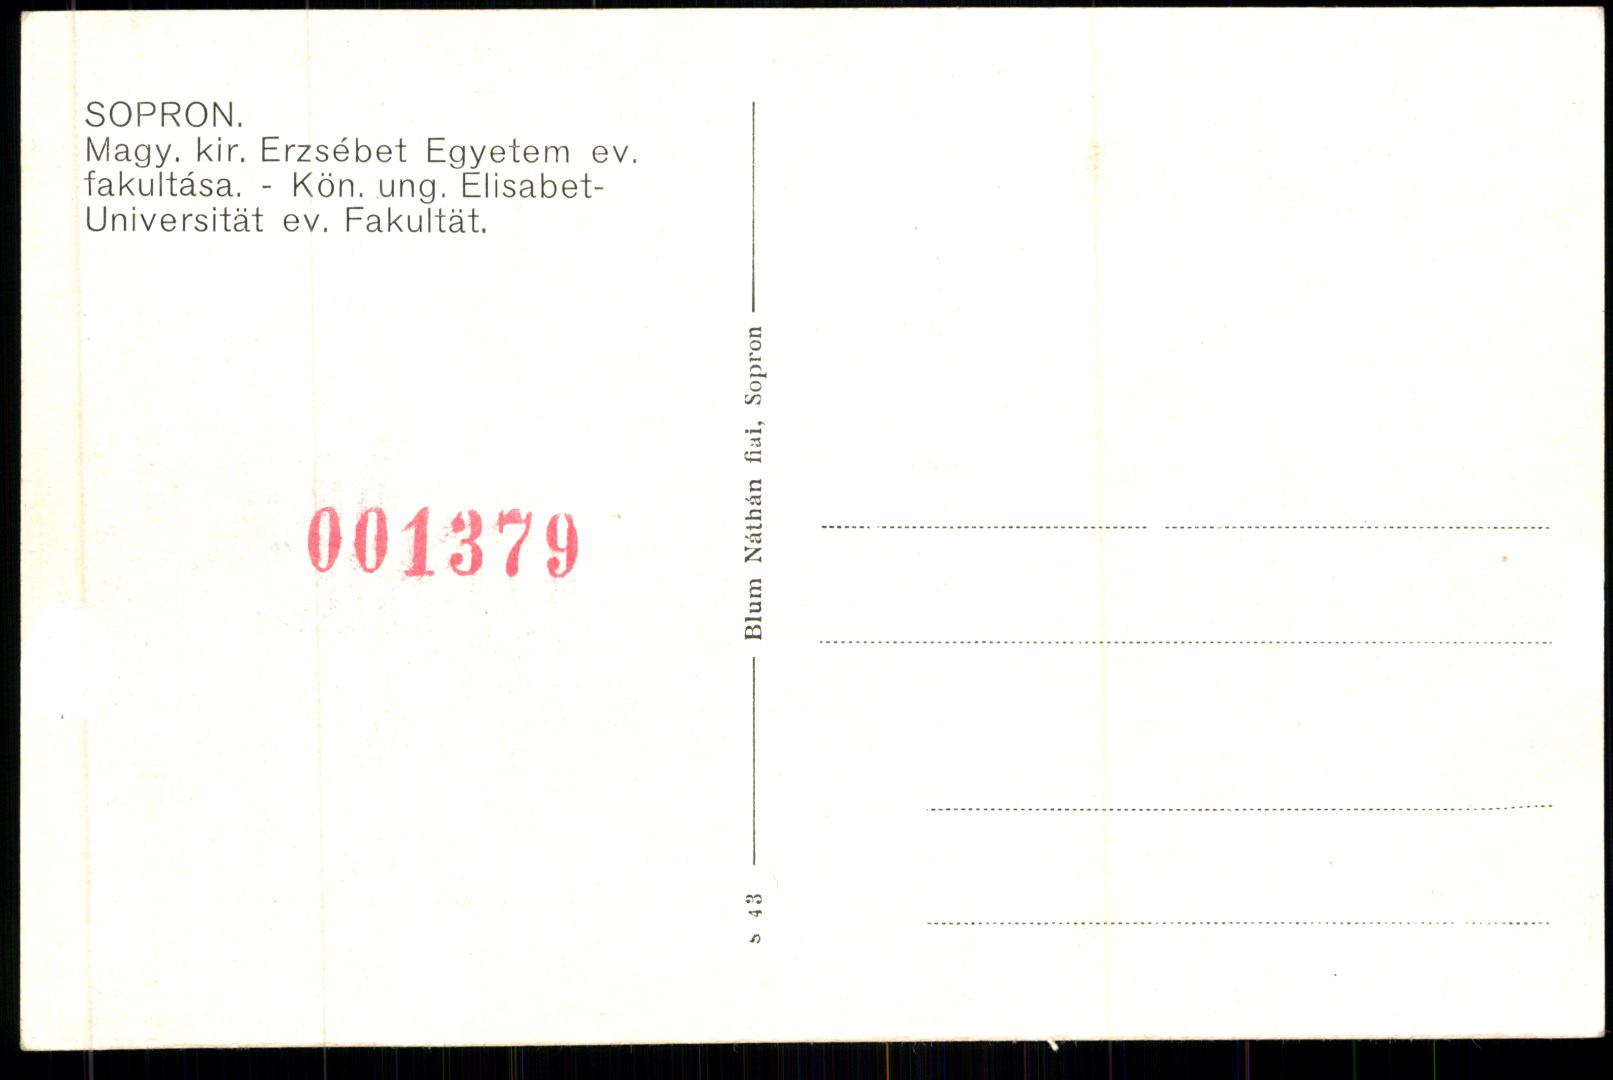 SOPRON.
Magy. kir. Erzsébet Egyetem ev.
fakultása. - Kön. ung. Elisabet-
Universität ev. Fakultät.
001379
Blum Náthán fiai, Sopron
S 43